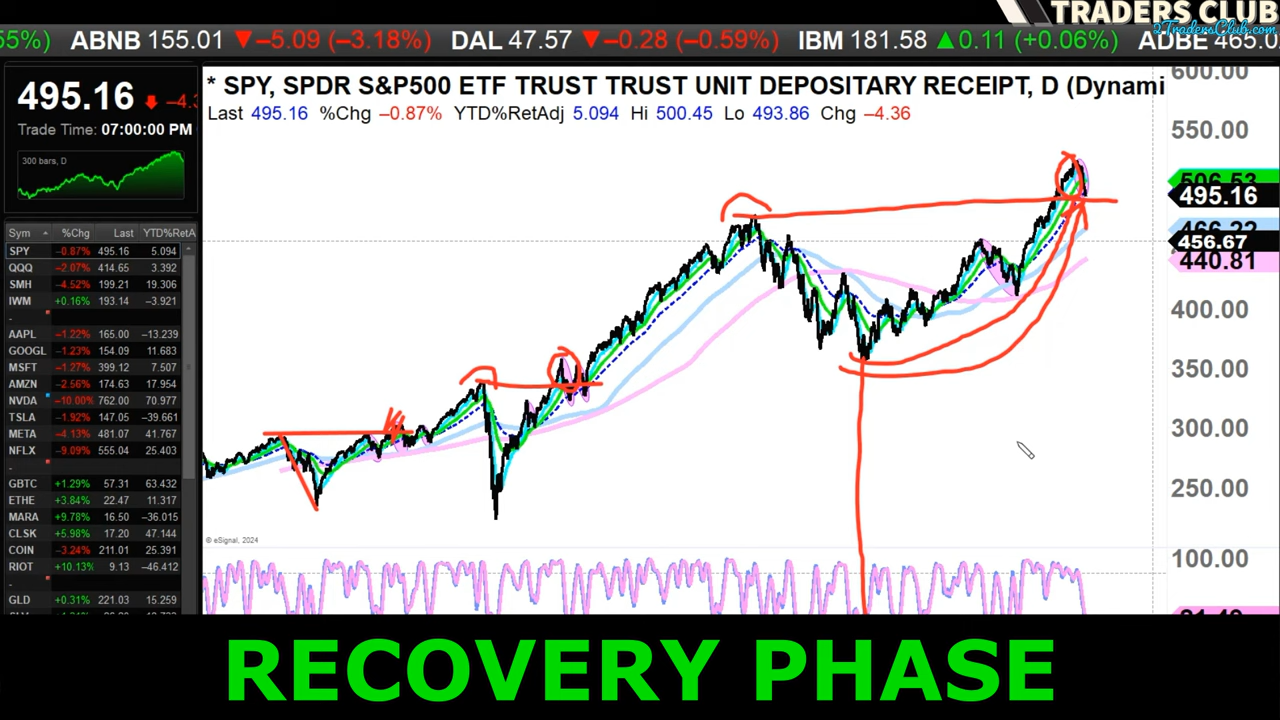 TRADERS CLUB
2TradersClub.com
55%) ABNB 155.01 ▼-5.09 (-3.18%) DAL 47.57 ▼-0.28 (-0.59%) IBM 181.58 ▲0.11 (+0.06%) ADBE 465.0
495.16
Trade Time: 07:00:00 PM
300 bars, D
* SPY, SPDR S&P500 ETF TRUST TRUST UNIT DEPOSITARY RECEIPT, D (Dynami
Last 495.16 %Chg -0.87% YTD%RetAdj 5.094 Hi 500.45 Lo 493.86 Chg -4.36
Sym %Chg Last YTD%RetA
SPY -0.87% 495.16 5.094
QQQ -2.07% 414.65 3.392
SMH -4.52% 199.21 19.306
IWM +0.16% 193.14 -3.921
AAPL -1.22% 165.00 -13.239
GOOGL -1.23% 154.09 11.683
MSFT -1.27% 399.12 7.507
AMZN -2.56% 174.63 17.954
NVDA -10.00% 762.00 70.977
TSLA -1.92% 147.05 -39.661
META -4.13% 481.07 41.767
NFLX -9.09% 555.04 25.403
GBTC +1.29% 57.31 63.432
ETHE +3.84% 22.47 11.317
MARA +9.78% 16.50 -36.015
CLSK +5.98% 17.20 47.144
COIN -3.24% 211.01 25.391
RIOT +10.13% 9.13 -46.412
GLD +0.31% 221.03 15.259
600.00
550.00
506.53
495.16
466.22
456.67
440.81
400.00
350.00
300.00
250.00
100.00
© eSignal, 2024
RECOVERY PHASE